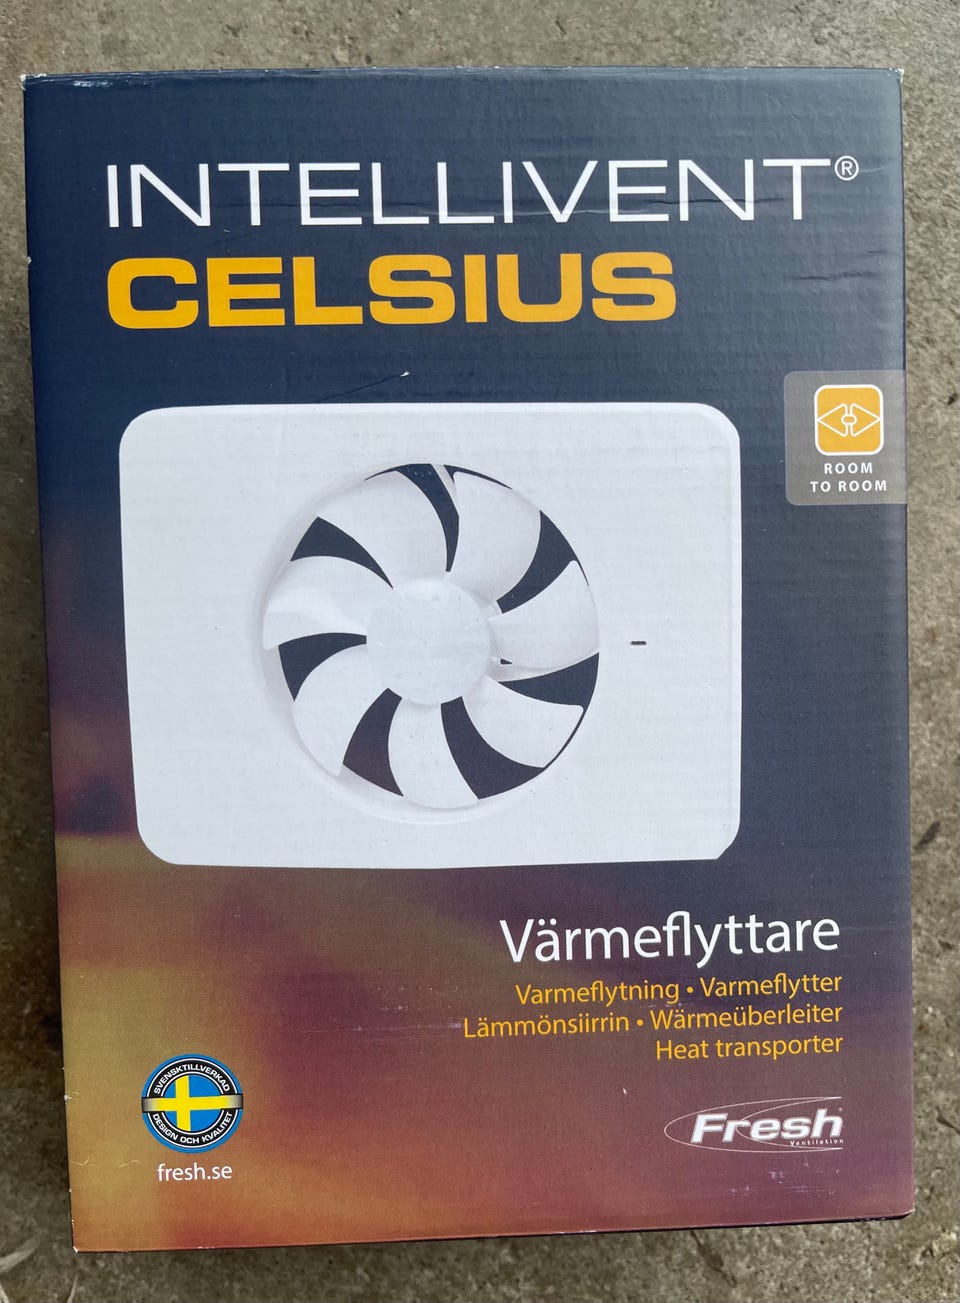 INTELLIVENT®
CELSIUS
ROOM
TO ROOM
Värmeflyttare
Varmeflytning • Varmeflytter
Lämmönsiirrin • Wärmeüberleiter
Heat transporter
SVENSKTILLVERKAD
DESIGN OCH KVALITET
fresh.se
Fresh®
Ventilation